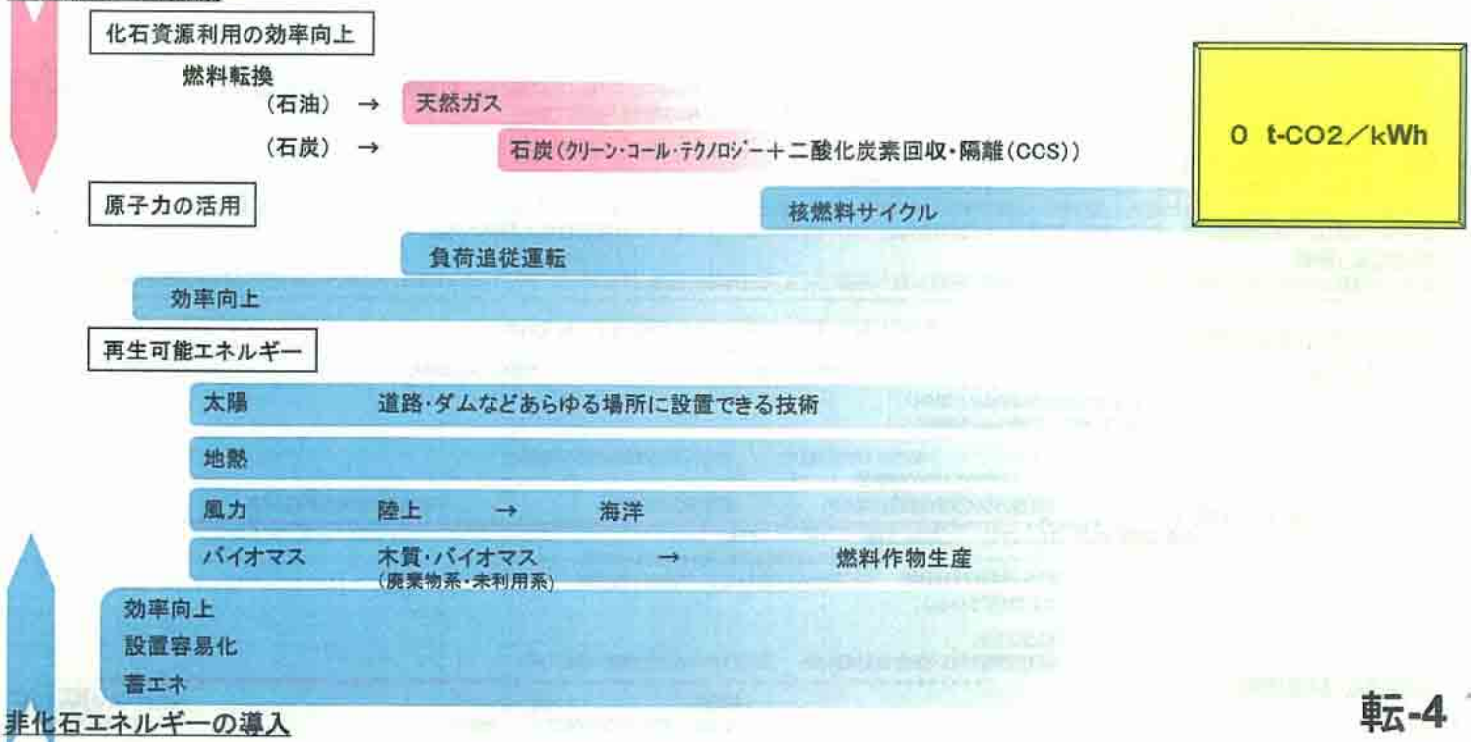 化石資源利用の効率向上
燃料転換
(石油) → 天然ガス
(石炭) → 石炭(クリーン・コール・テクノロジー+二酸化炭素回収・隔離(CCS))
0 t-CO2/kWh
原子力の活用
核燃料サイクル
負荷追従運転
効率向上
再生可能エネルギー
太陽 道路・ダムなどあらゆる場所に設置できる技術
地熱
風力 陸上 → 海洋
バイオマス 木質・バイオマス → 燃料作物生産
(廃棄物系・未利用系)
効率向上
設置容易化
蓄エネ
非化石エネルギーの導入
転-4